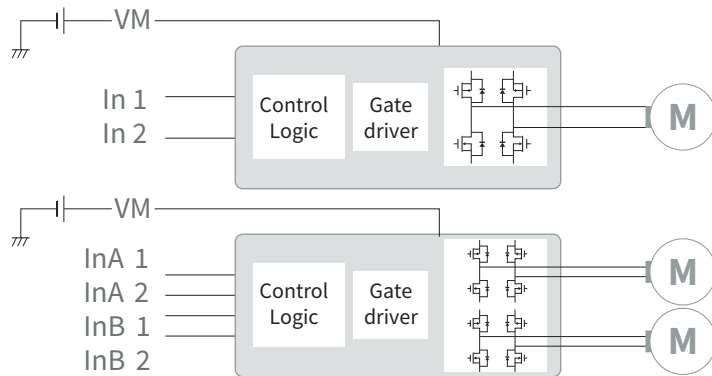 VM
In 1
In 2
Control
Logic
Gate
driver
M
VM
InA 1
InA 2
InB 1
InB 2
Control
Logic
Gate
driver
M
M